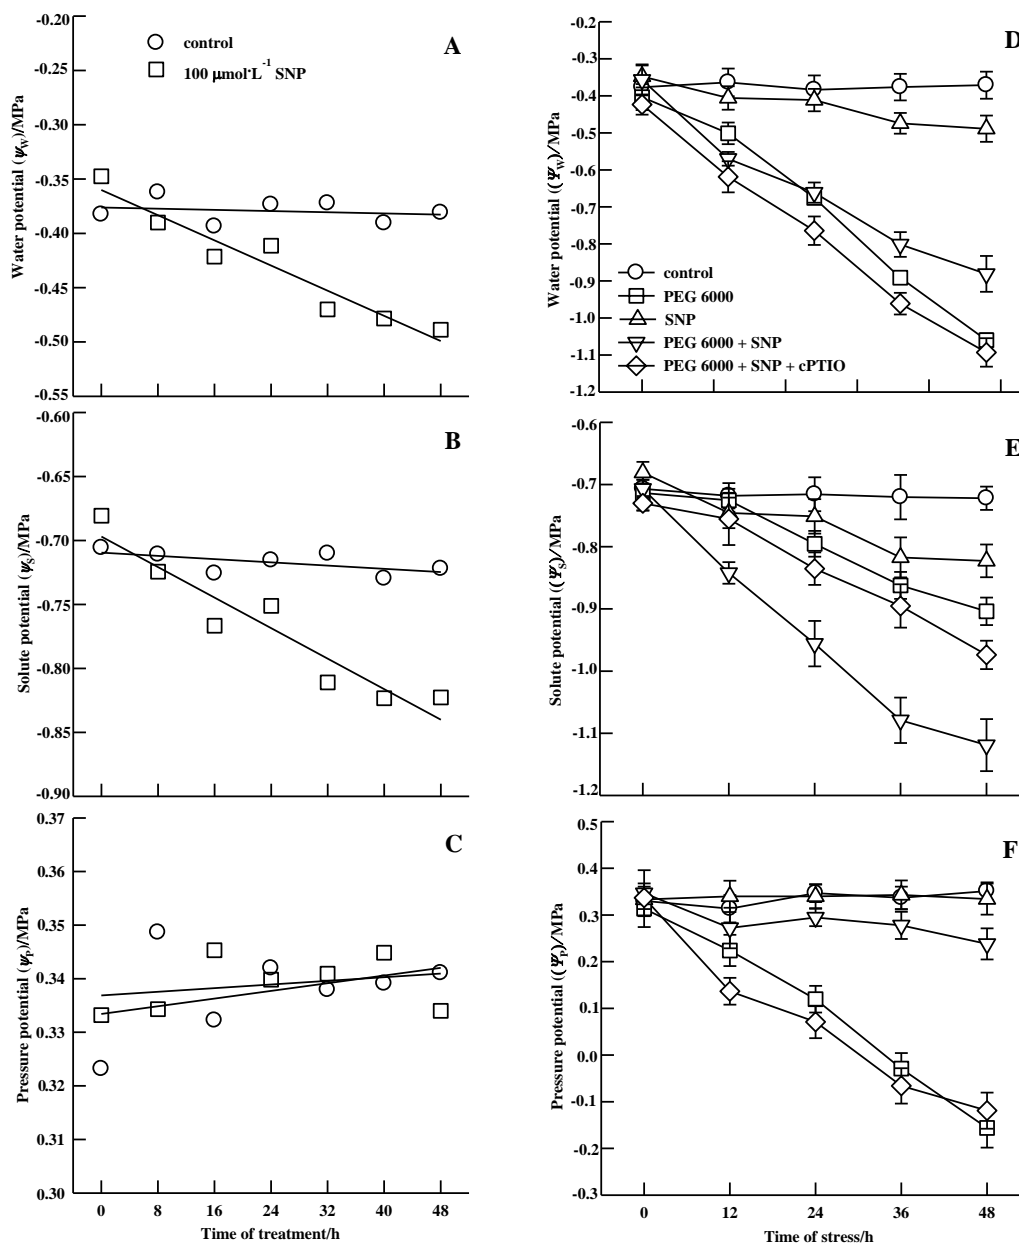 A
control
100 μmol·L⁻¹ SNP
-0.20
-0.25
-0.30
-0.35
-0.40
-0.45
-0.50
-0.55
Water potential (ψw)/MPa
B
-0.60
-0.65
-0.70
-0.75
-0.80
-0.85
-0.90
Solute potential (ψs)/MPa
C
0.37
0.36
0.35
0.34
0.33
0.32
0.31
0.30
Pressure potential (ψp)/MPa
0 8 16 24 32 40 48
Time of treatment/h
D
-0.2
-0.3
-0.4
-0.5
-0.6
-0.7
-0.8
-0.9
-1.0
-1.1
-1.2
Water potential ((Ψw)/MPa
control
PEG 6000
SNP
PEG 6000 + SNP
PEG 6000 + SNP + cPTIO
E
-0.6
-0.7
-0.8
-0.9
-1.0
-1.1
-1.2
Solute potential ((Ψs)/MPa
F
0.5
0.4
0.3
0.2
0.1
0.0
-0.1
-0.2
-0.3
Pressure potential ((Ψp)/MPa
0 12 24 36 48
Time of stress/h